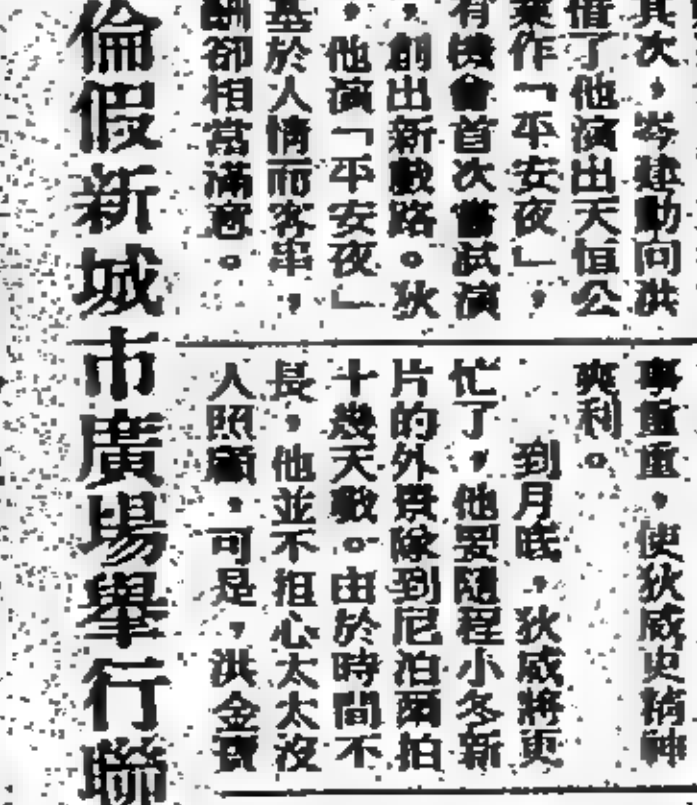 其次，岑建勳向洪
借了他演出天恒公
業作「平安夜」，
有機會首次嘗試演
，創出新戲路。狄
，他演「平安夜」
基於人情而客串，
酬卻相當滿意。
事重重，使狄威史精神
爽利。
到月底，狄威將更
忙了，他要隨程小冬新
片的外景隊到尼泊爾拍
十幾天戲。由於時間不
長，他並不担心太太沒
人照顧，可是，洪金寶
倫假新城市廣場舉行聯